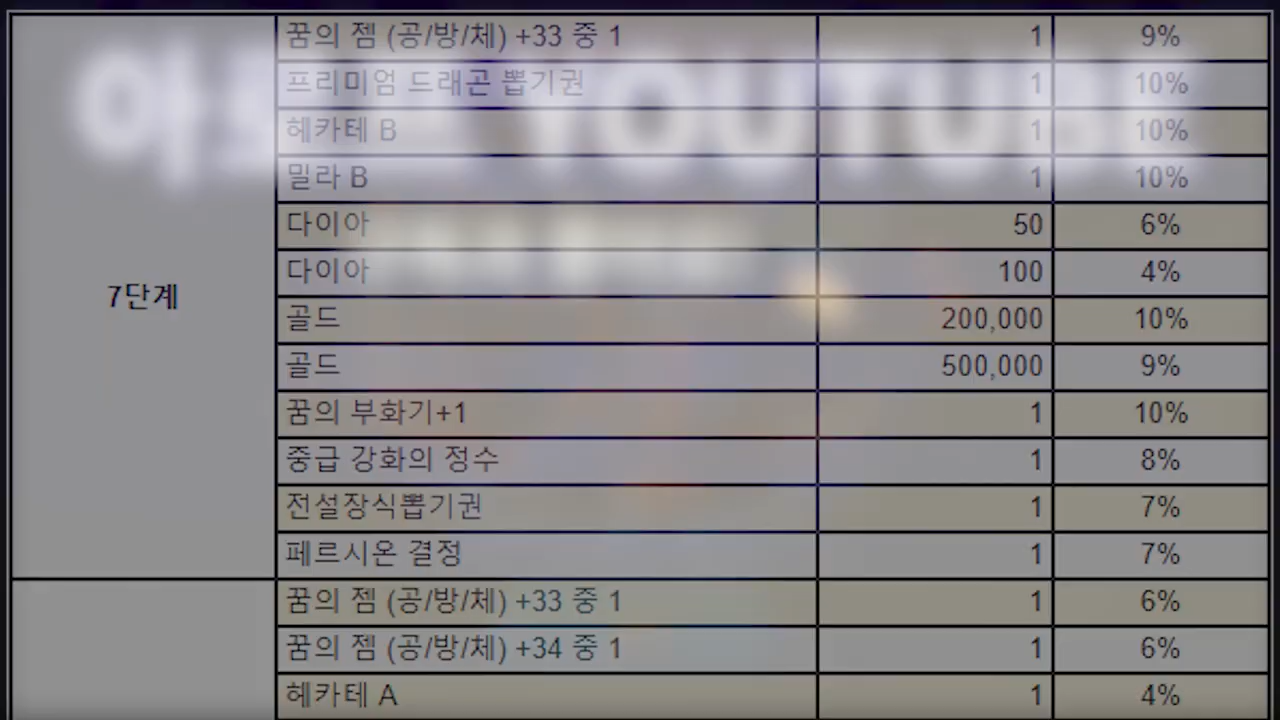 꿈의 젬 (공/방/체) +33 중 1 1 9%
프리미엄 드래곤 뽑기권 1 10%
헤카테 B 1 10%
밀라 B 1 10%
다이아 50 6%
다이아 100 4%
7단계
골드 200,000 10%
골드 500,000 9%
꿈의 부화기+1 1 10%
중급 강화의 정수 1 8%
전설장식뽑기권 1 7%
페르시온 결정 1 7%
꿈의 젬 (공/방/체) +33 중 1 1 6%
꿈의 젬 (공/방/체) +34 중 1 1 6%
헤카테 A 1 4%
YOUTUBE